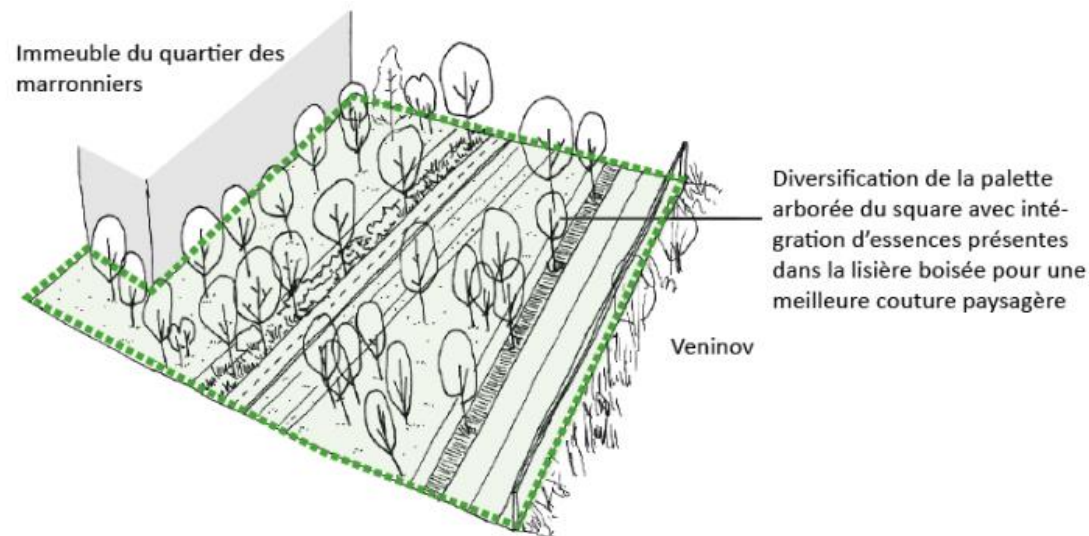 Immeuble du quartier des
marronniers
Diversification de la palette
arborée du square avec inté-
gration d'essences présentes
dans la lisière boisée pour une
meilleure couture paysagère
Veninov